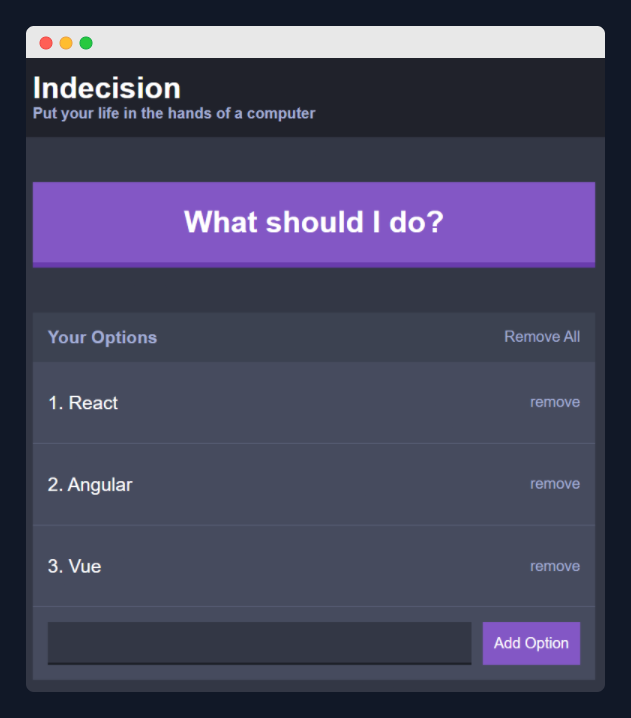 Indecision
Put your life in the hands of a computer
What should I do?
Your Options Remove All
1. React remove
2. Angular remove
3. Vue remove
Add Option